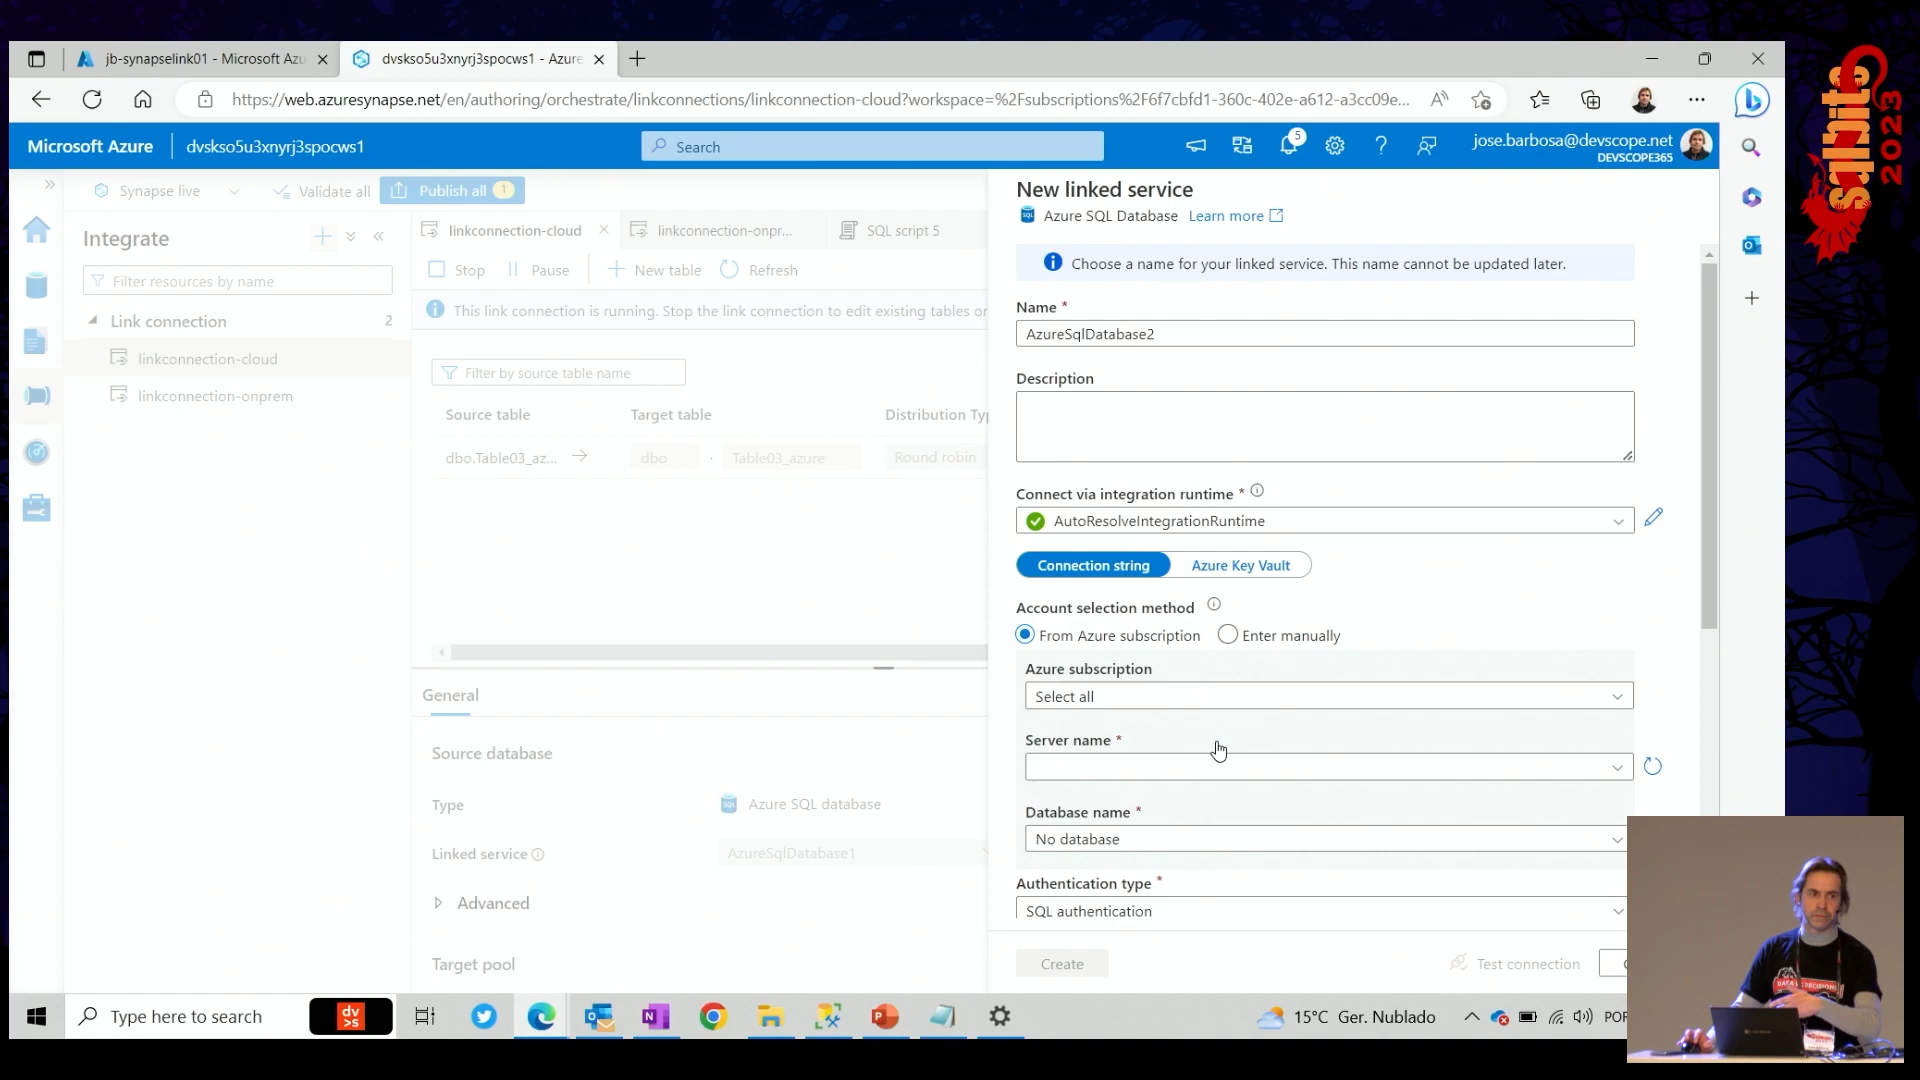 jb-synapselink01 - Microsoft Azu
dvskso5u3xnyrj3spocws1 - Azure
https://web.azuresynapse.net/en/authoring/orchestrate/linkconnections/linkconnection-cloud?workspace=%2Fsubscriptions%2F6f7cbfd1-360c-402e-a612-a3cc09e...
Microsoft Azure
dvskso5u3xnyrj3spocws1
Search
5
jose.barbosa@devscope.net
DEVSCOPE365
sqlbits
2023
Synapse live
Validate all
Publish all
1
Integrate
Filter resources by name
Link connection
2
linkconnection-cloud
linkconnection-onprem
linkconnection-cloud
linkconnection-onpr...
SQL script 5
Stop
Pause
New table
Refresh
This link connection is running. Stop the link connection to edit existing tables or
Filter by source table name
Source table
Target table
Distribution Typ
dbo.Table03_az...
dbo
.
Table03_azure
Round robin
General
Source database
Type
Azure SQL database
Linked service
AzureSqlDatabase1
Advanced
Target pool
New linked service
Azure SQL Database
Learn more
Choose a name for your linked service. This name cannot be updated later.
Name *
AzureSqlDatabase2
Description
Connect via integration runtime *
AutoResolveIntegrationRuntime
Connection string
Azure Key Vault
Account selection method
From Azure subscription
Enter manually
Azure subscription
Select all
Server name *
Database name *
No database
Authentication type *
SQL authentication
Create
Test connection
Type here to search
dv
>s
15°C Ger. Nublado
POR